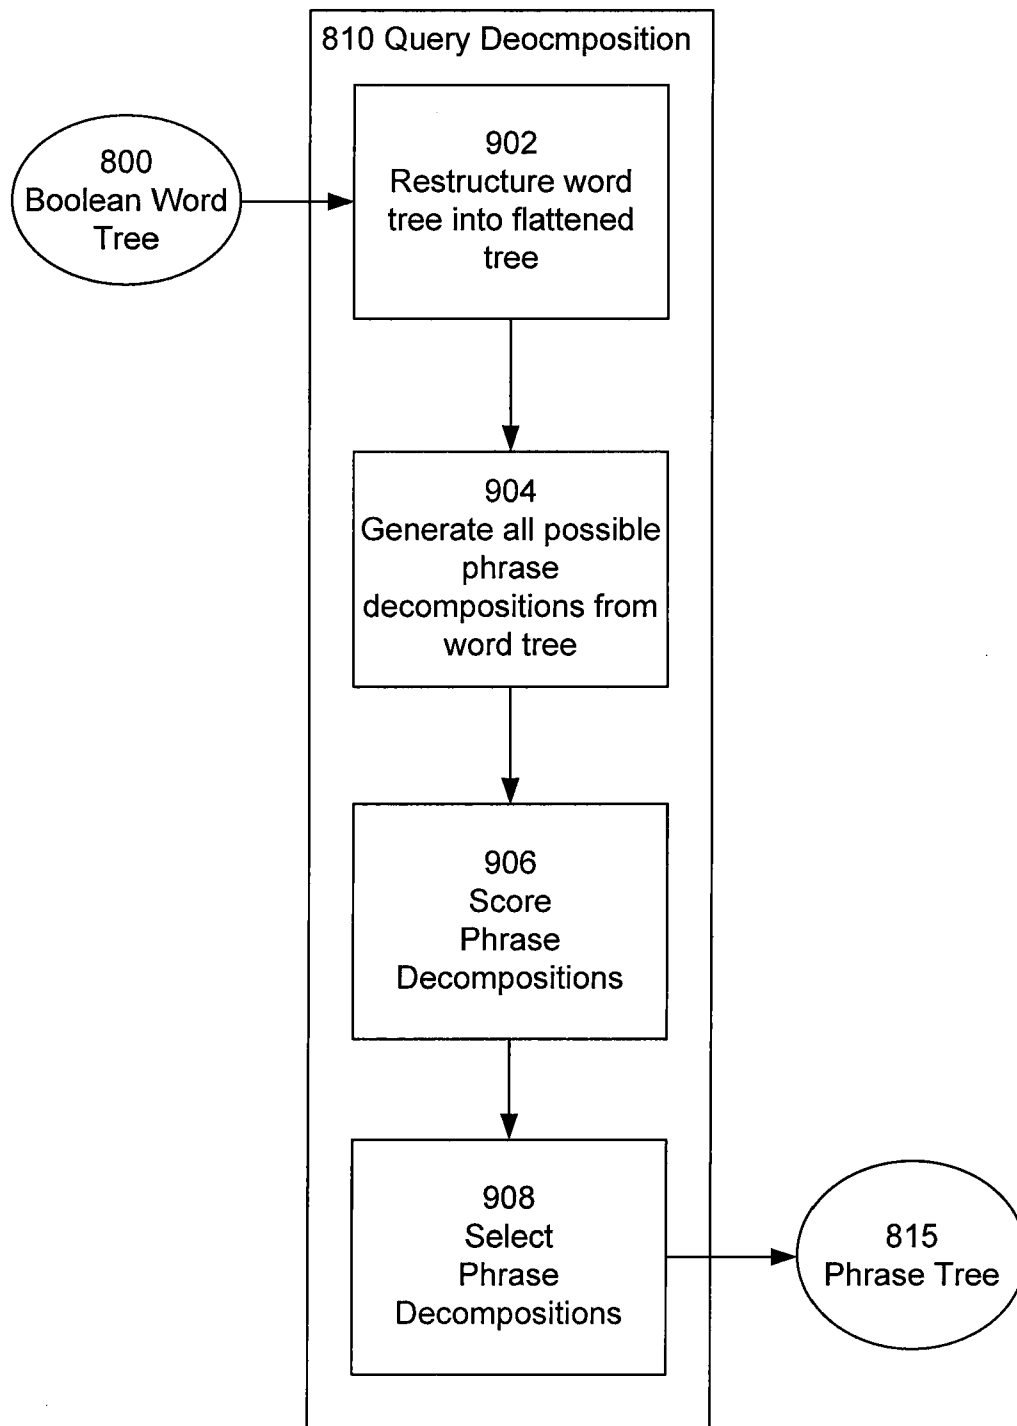 810 Query Deocmposition
800
Boolean Word
Tree
902
Restructure word
tree into flattened
tree
904
Generate all possible
phrase
decompositions from
word tree
906
Score
Phrase
Decompositions
908
Select
Phrase
Decompositions
815
Phrase Tree